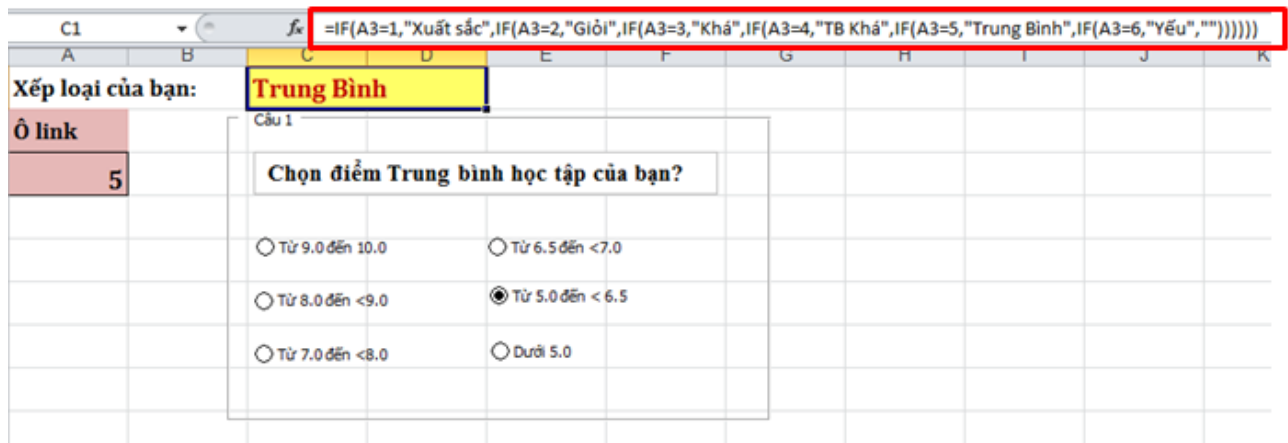 C1 fx =IF(A3=1,"Xuất sắc",IF(A3=2,"Giỏi",IF(A3=3,"Khá",IF(A3=4,"TB Khá",IF(A3=5,"Trung Bình",IF(A3=6,"Yếu",""))))))
A B C D E F G H I J K
Xếp loại của bạn: Trung Bình
Ô link
Câu 1
5
Chọn điểm Trung bình học tập của bạn?
Từ 9.0 đến 10.0 Từ 6.5 đến <7.0
Từ 8.0 đến <9.0 Từ 5.0 đến < 6.5
Từ 7.0 đến <8.0 Dưới 5.0